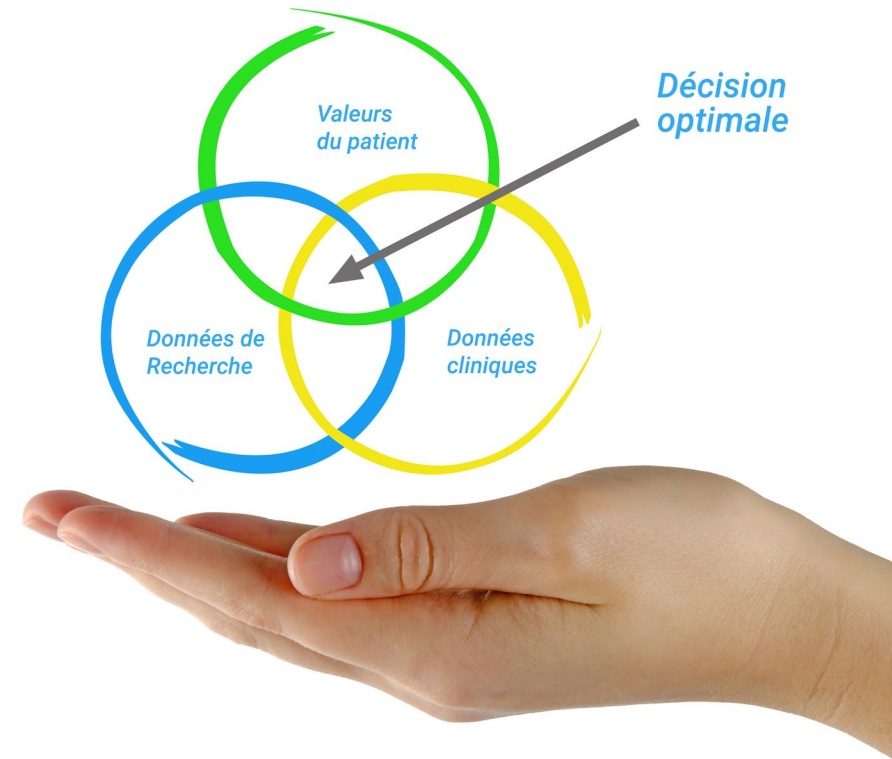 Valeurs
du patient
Décision
optimale
Données de
Recherche
Données
cliniques